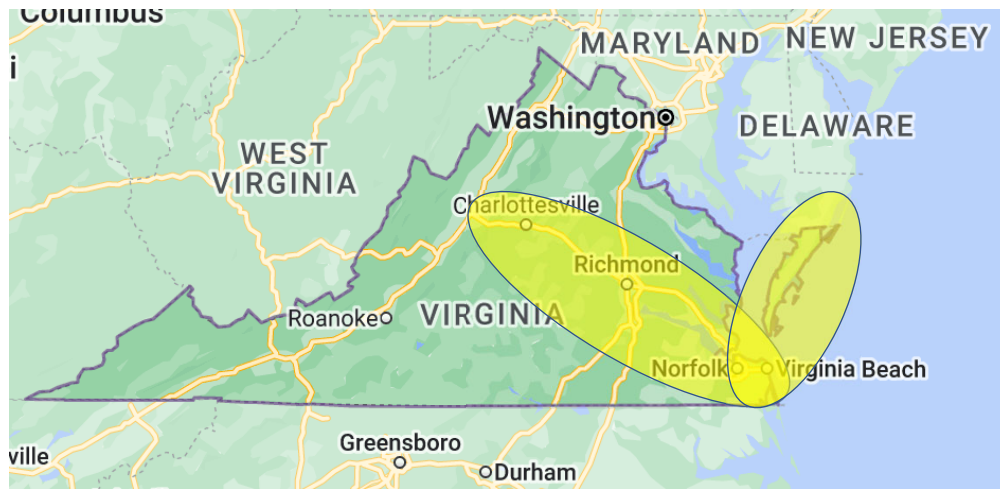 Columbus
MARYLAND
NEW JERSEY
i
Washington
DELAWARE
WEST
VIRGINIA
Charlottesville
Richmond
Roanoke
VIRGINIA
Norfolk
Virginia Beach
Greensboro
ville
Durham